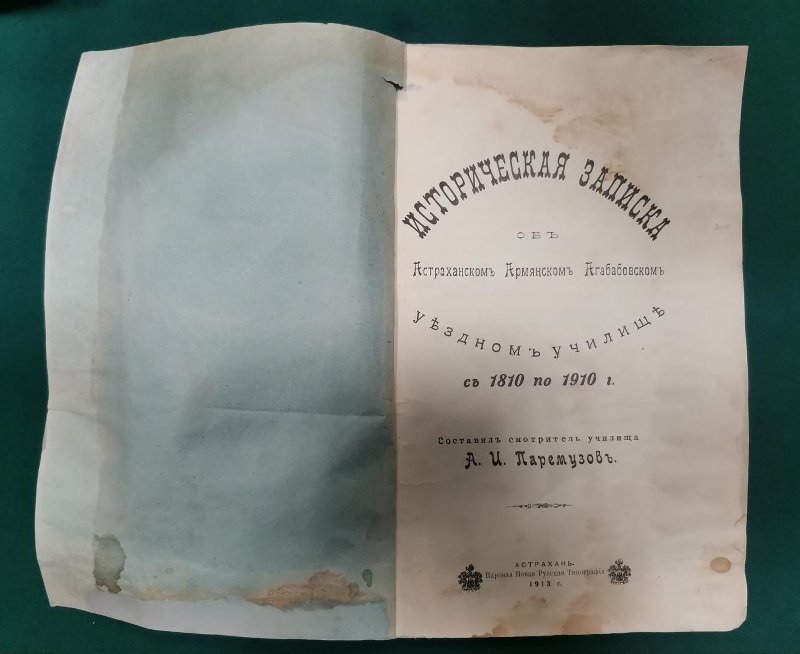 ИСТОРИЧЕСКАЯ ЗАПИСКА
ОБЪ
Астраханскомъ Армянскомъ Агабабовскомъ
УѢЗДНОМЪ УЧИЛИЩѢ
съ 1810 по 1910 г.
Составилъ смотритель училища
А. И. Паремузовъ.
АСТРАХАНЬ.
Паровая Новая Русская Типографія
1913 г.